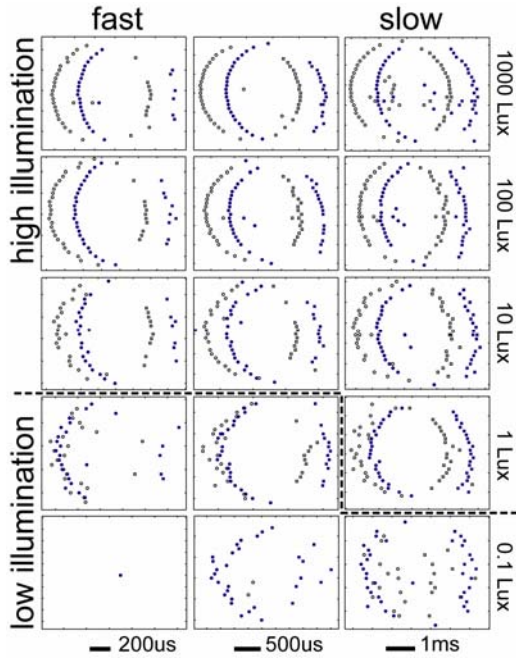 fast
slow
high illumination
1000 Lux
100 Lux
10 Lux
low illumination
1 Lux
0.1 Lux
200us
500us
1ms